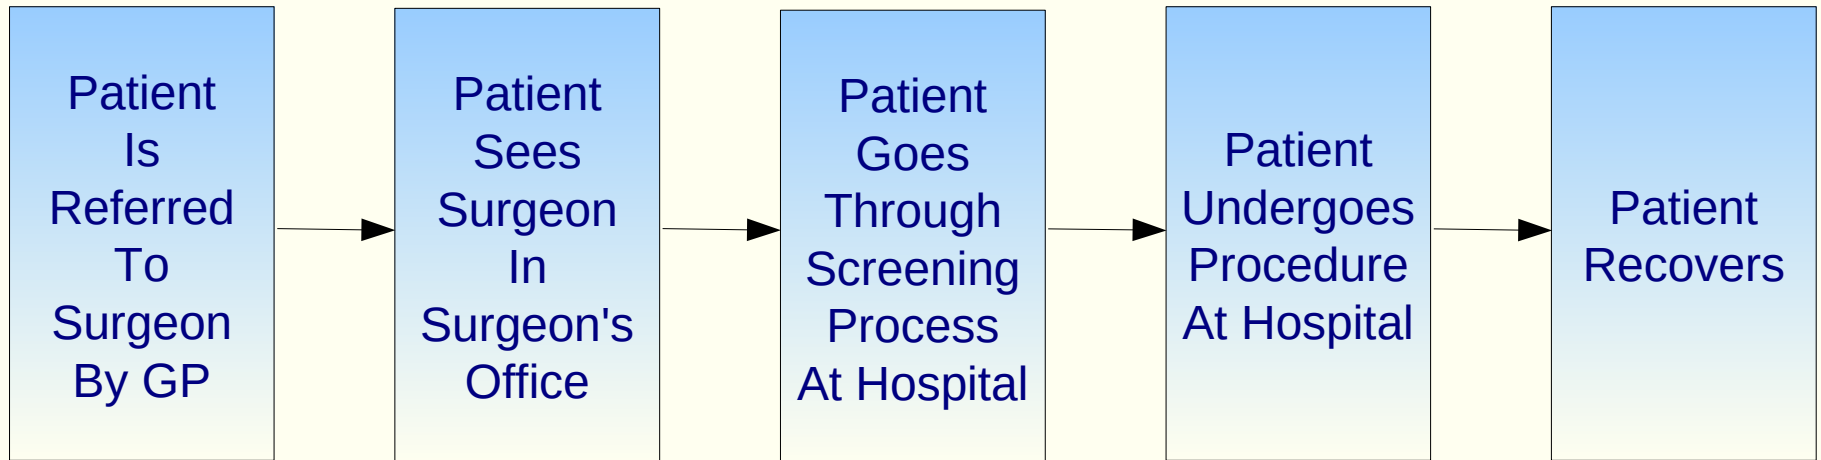 Patient
Is
Referred
To
Surgeon
By GP
Patient
Sees
Surgeon
In
Surgeon's
Office
Patient
Goes
Through
Screening
Process
At Hospital
Patient
Undergoes
Procedure
At Hospital
Patient
Recovers